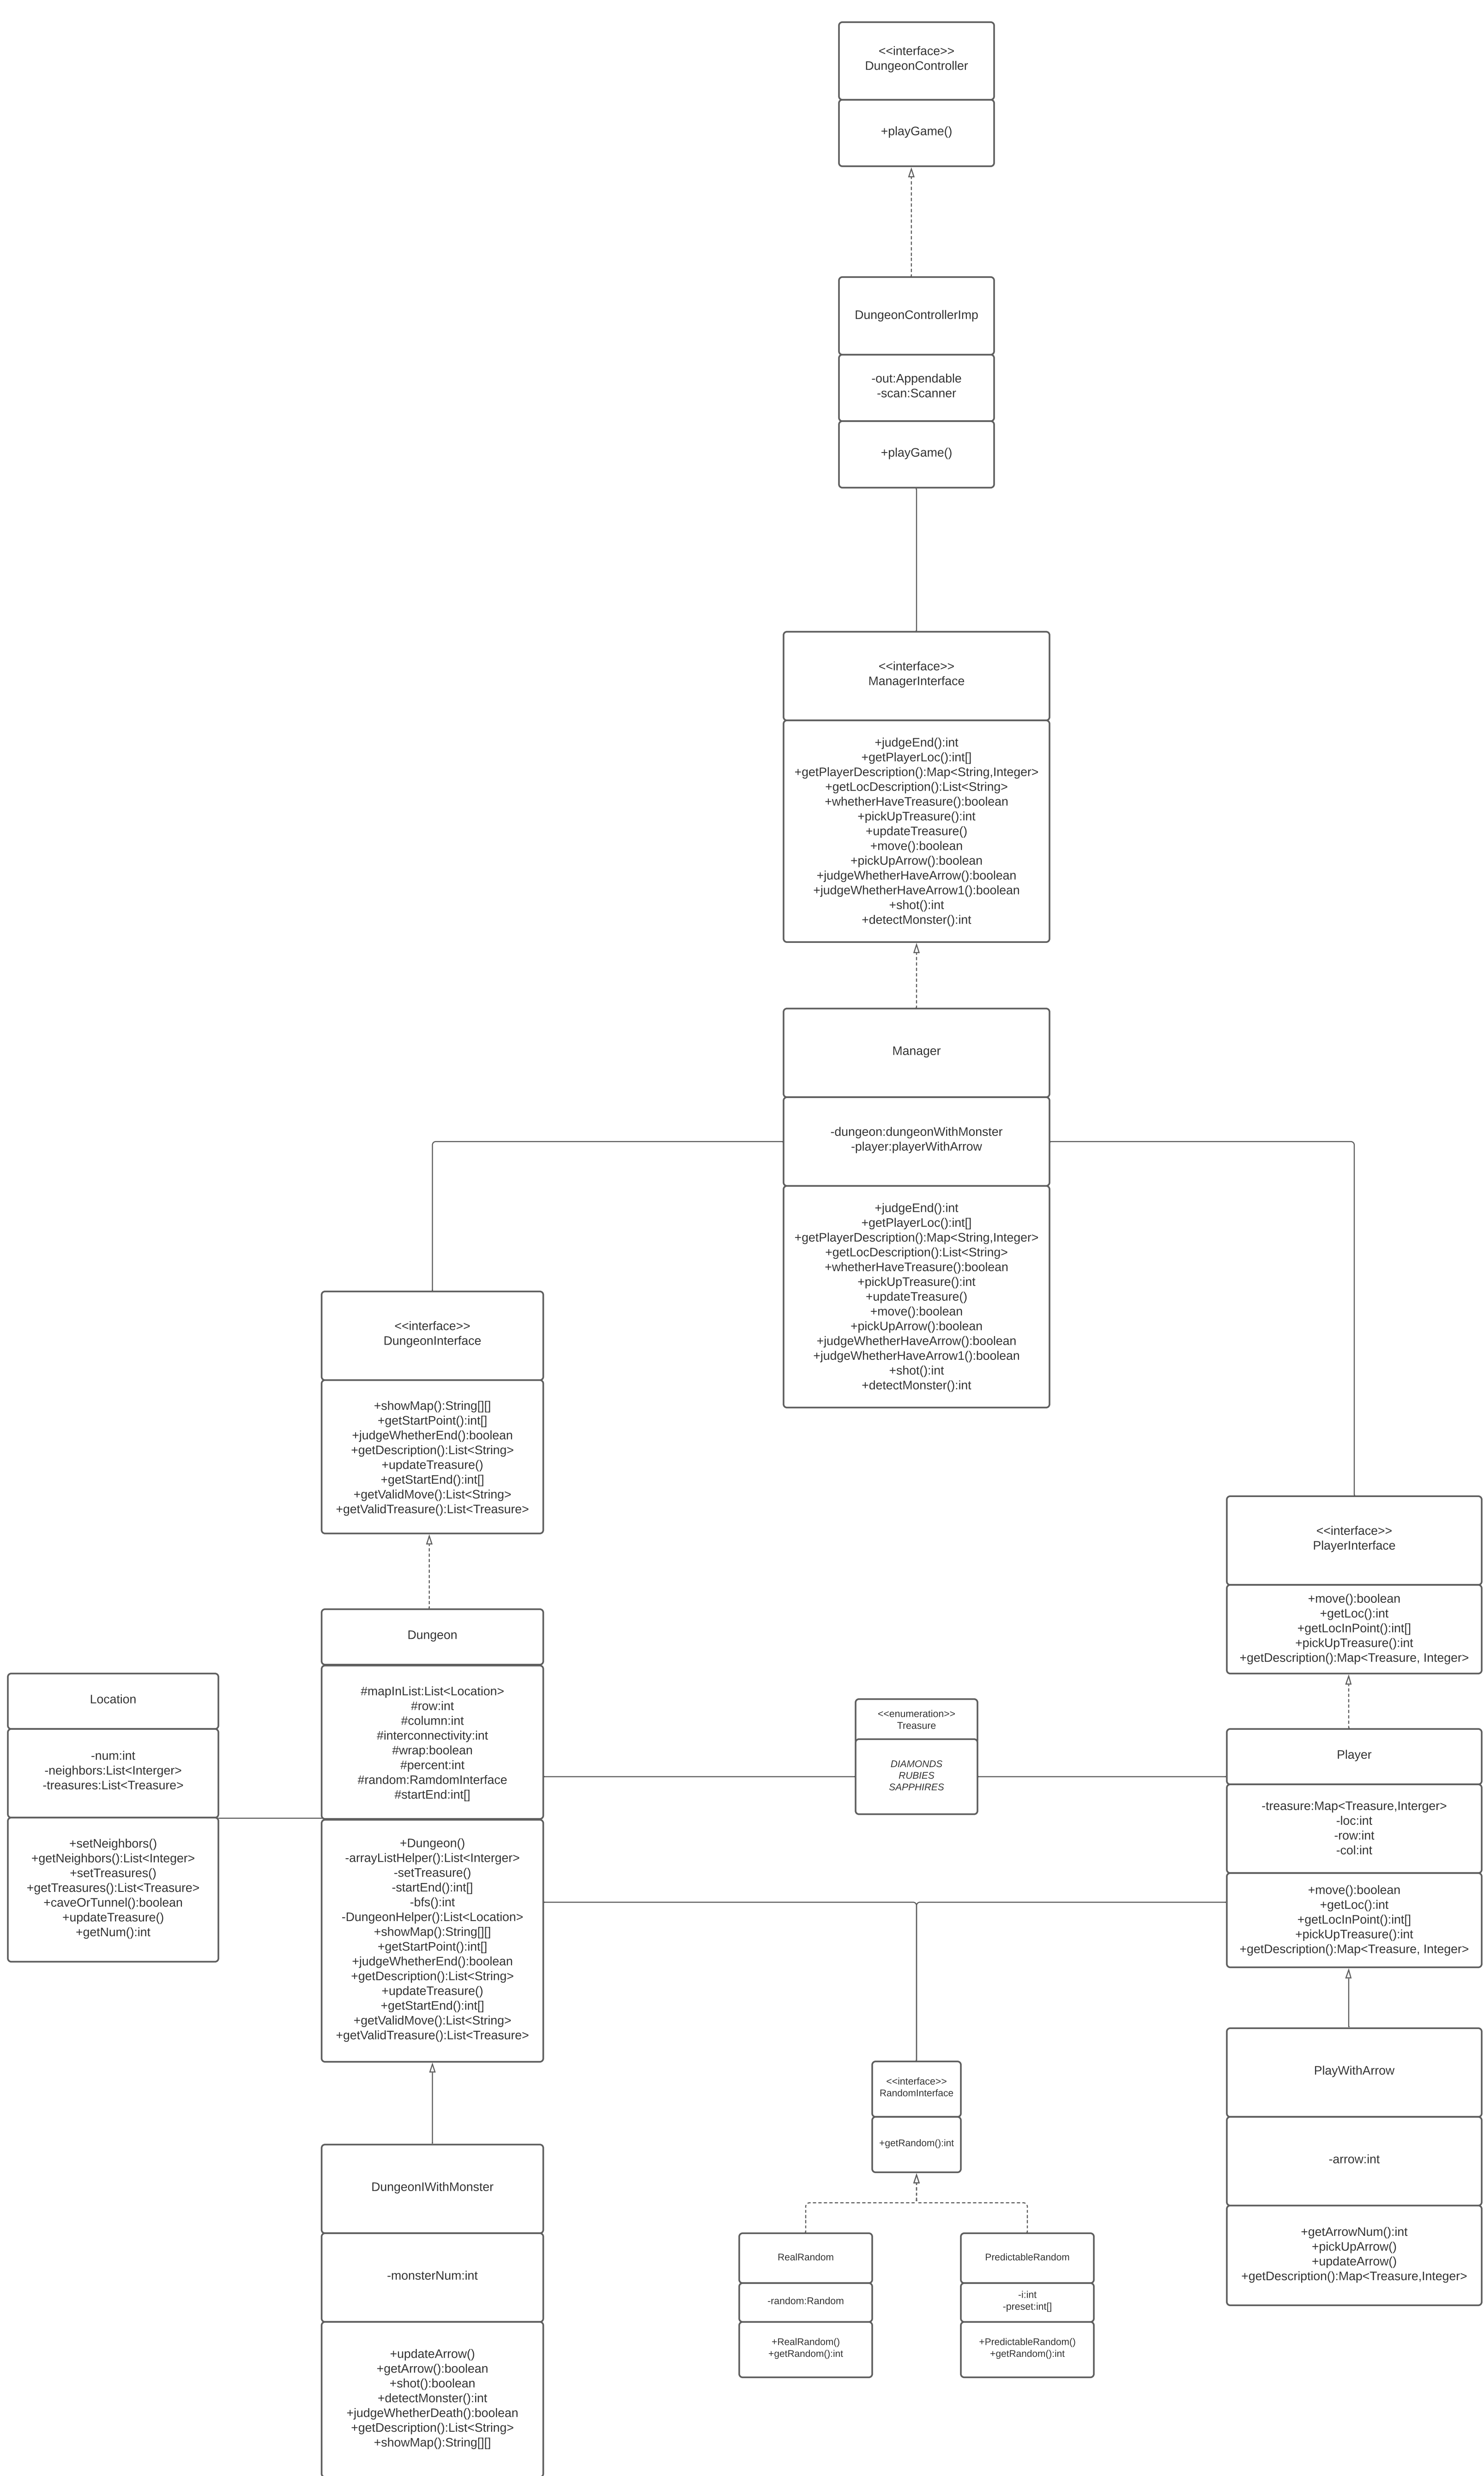 <<interface>>
DungeonController
+playGame()
DungeonControllerImp
-out:Appendable
-scan:Scanner
+playGame()
<<interface>>
ManagerInterface
+judgeEnd():int
+getPlayerLoc():int[]
+getPlayerDescription():Map<String,Integer>
+getLocDescription():List<String>
+whetherHaveTreasure():boolean
+pickUpTreasure():int
+updateTreasure()
+move():boolean
+pickUpArrow():boolean
+judgeWhetherHaveArrow():boolean
+judgeWhetherHaveArrow1():boolean
+shot():int
+detectMonster():int
Manager
-dungeon:dungeonWithMonster
-player:playerWithArrow
+judgeEnd():int
+getPlayerLoc():int[]
+getPlayerDescription():Map<String,Integer>
+getLocDescription():List<String>
+whetherHaveTreasure():boolean
+pickUpTreasure():int
+updateTreasure()
+move():boolean
+pickUpArrow():boolean
+judgeWhetherHaveArrow():boolean
+judgeWhetherHaveArrow1():boolean
+shot():int
+detectMonster():int
<<interface>>
DungeonInterface
+showMap():String[][]
+getStartPoint():int[]
+judgeWhetherEnd():boolean
+getDescription():List<String>
+updateTreasure()
+getStartEnd():int[]
+getValidMove():List<String>
+getValidTreasure():List<Treasure>
<<interface>>
PlayerInterface
+move():boolean
+getLoc():int
+getLocInPoint():int[]
+pickUpTreasure():int
+getDescription():Map<Treasure, Integer>
Location
-num:int
-neighbors:List<Interger>
-treasures:List<Treasure>
+setNeighbors()
+getNeighbors():List<Integer>
+setTreasures()
+getTreasures():List<Treasure>
+caveOrTunnel():boolean
+updateTreasure()
+getNum():int
Dungeon
#mapInList:List<Location>
#row:int
#column:int
#interconnectivity:int
#wrap:boolean
#percent:int
#random:RamdomInterface
#startEnd:int[]
+Dungeon()
-arrayListHelper():List<Interger>
-setTreasure()
-startEnd():int[]
-bfs():int
-DungeonHelper():List<Location>
+showMap():String[][]
+getStartPoint():int[]
+judgeWhetherEnd():boolean
+getDescription():List<String>
+updateTreasure()
+getStartEnd():int[]
+getValidMove():List<String>
+getValidTreasure():List<Treasure>
<<enumeration>>
Treasure
DIAMONDS
RUBIES
SAPPHIRES
Player
-treasure:Map<Treasure,Interger>
-loc:int
-row:int
-col:int
+move():boolean
+getLoc():int
+getLocInPoint():int[]
+pickUpTreasure():int
+getDescription():Map<Treasure, Integer>
<<interface>>
RandomInterface
+getRandom():int
PlayWithArrow
-arrow:int
+getArrowNum():int
+pickUpArrow()
+updateArrow()
+getDescription():Map<Treasure,Integer>
DungeonIWithMonster
-monsterNum:int
+updateArrow()
+getArrow():boolean
+shot():boolean
+detectMonster():int
+judgeWhetherDeath():boolean
+getDescription():List<String>
+showMap():String[][]
RealRandom
-random:Random
+RealRandom()
+getRandom():int
PredictableRandom
-i:int
-preset:int[]
+PredictableRandom()
+getRandom():int